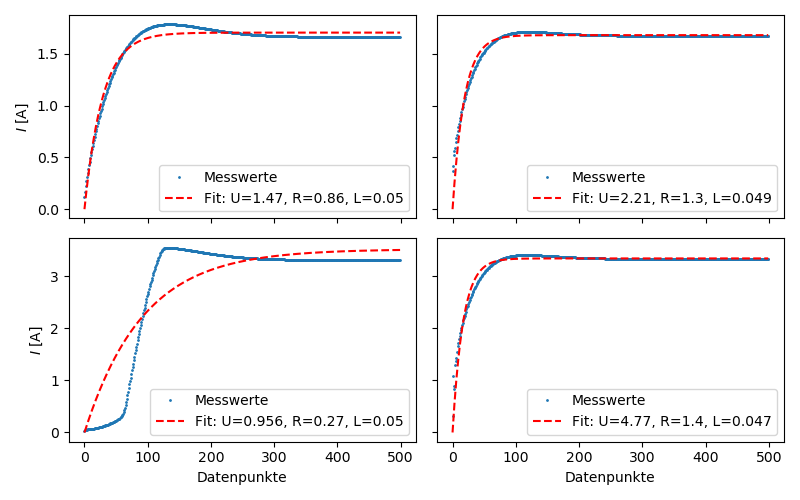 I [A]
1.5
1.0
0.5
0.0
Messwerte
Fit: U=1.47, R=0.86, L=0.05
Messwerte
Fit: U=2.21, R=1.3, L=0.049
I [A]
3
2
1
0
Messwerte
Fit: U=0.956, R=0.27, L=0.05
0 100 200 300 400 500
Datenpunkte
Messwerte
Fit: U=4.77, R=1.4, L=0.047
0 100 200 300 400 500
Datenpunkte